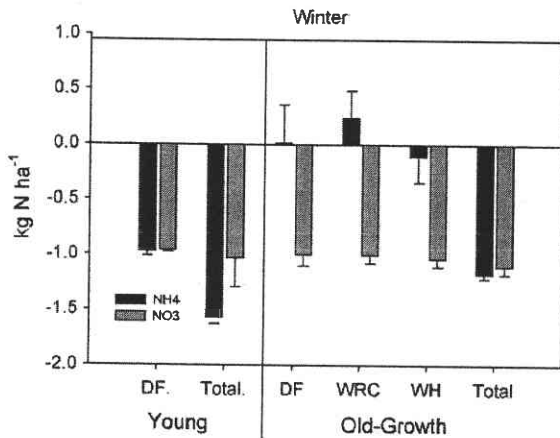 Winter
kg N ha-1
1.0
0.5
0.0
-0.5
-1.0
-1.5
-2.0
NH4
NO3
DF. Total. DF WRC WH Total
Young Old-Growth